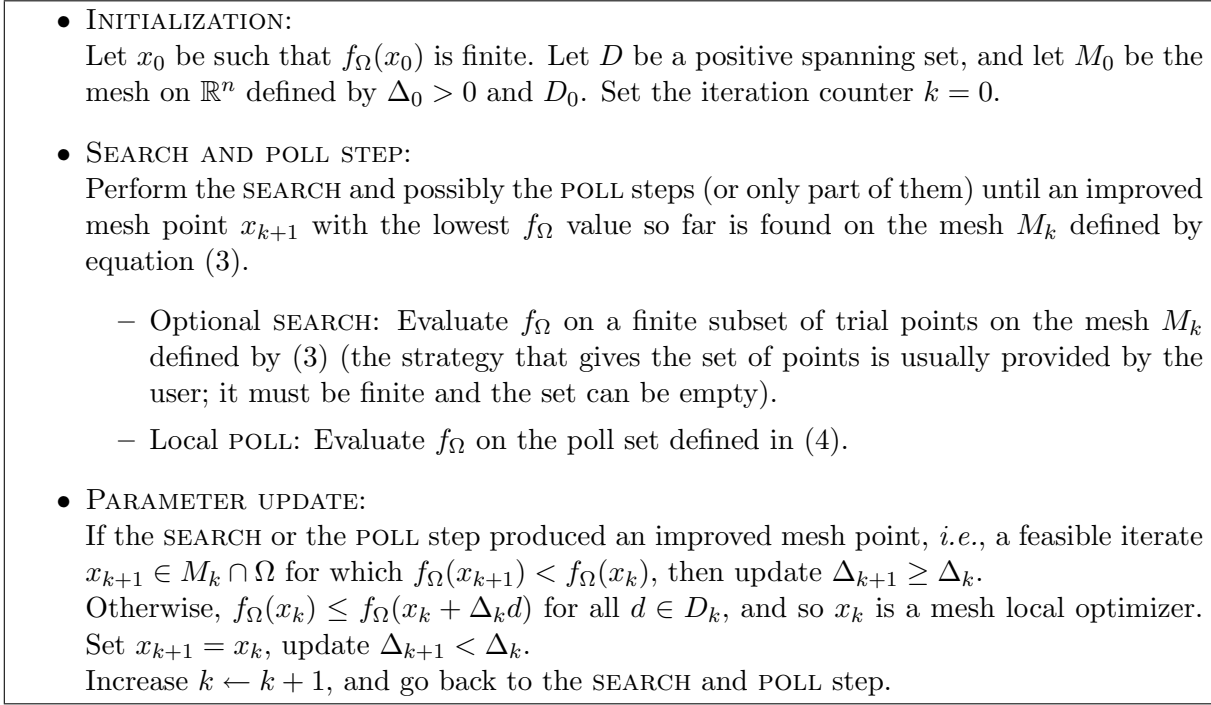 • INITIALIZATION:
Let x₀ be such that f_Ω(x₀) is finite. Let D be a positive spanning set, and let M₀ be the
mesh on ℝⁿ defined by Δ₀ > 0 and D₀. Set the iteration counter k = 0.
• SEARCH AND POLL STEP:
Perform the SEARCH and possibly the POLL steps (or only part of them) until an improved
mesh point x_{k+1} with the lowest f_Ω value so far is found on the mesh M_k defined by
equation (3).
– Optional SEARCH: Evaluate f_Ω on a finite subset of trial points on the mesh M_k
defined by (3) (the strategy that gives the set of points is usually provided by the
user; it must be finite and the set can be empty).
– Local POLL: Evaluate f_Ω on the poll set defined in (4).
• PARAMETER UPDATE:
If the SEARCH or the POLL step produced an improved mesh point, i.e., a feasible iterate
x_{k+1} ∈ M_k ∩ Ω for which f_Ω(x_{k+1}) < f_Ω(x_k), then update Δ_{k+1} ≥ Δ_k.
Otherwise, f_Ω(x_k) ≤ f_Ω(x_k + Δ_k d) for all d ∈ D_k, and so x_k is a mesh local optimizer.
Set x_{k+1} = x_k, update Δ_{k+1} < Δ_k.
Increase k ← k + 1, and go back to the SEARCH and POLL step.